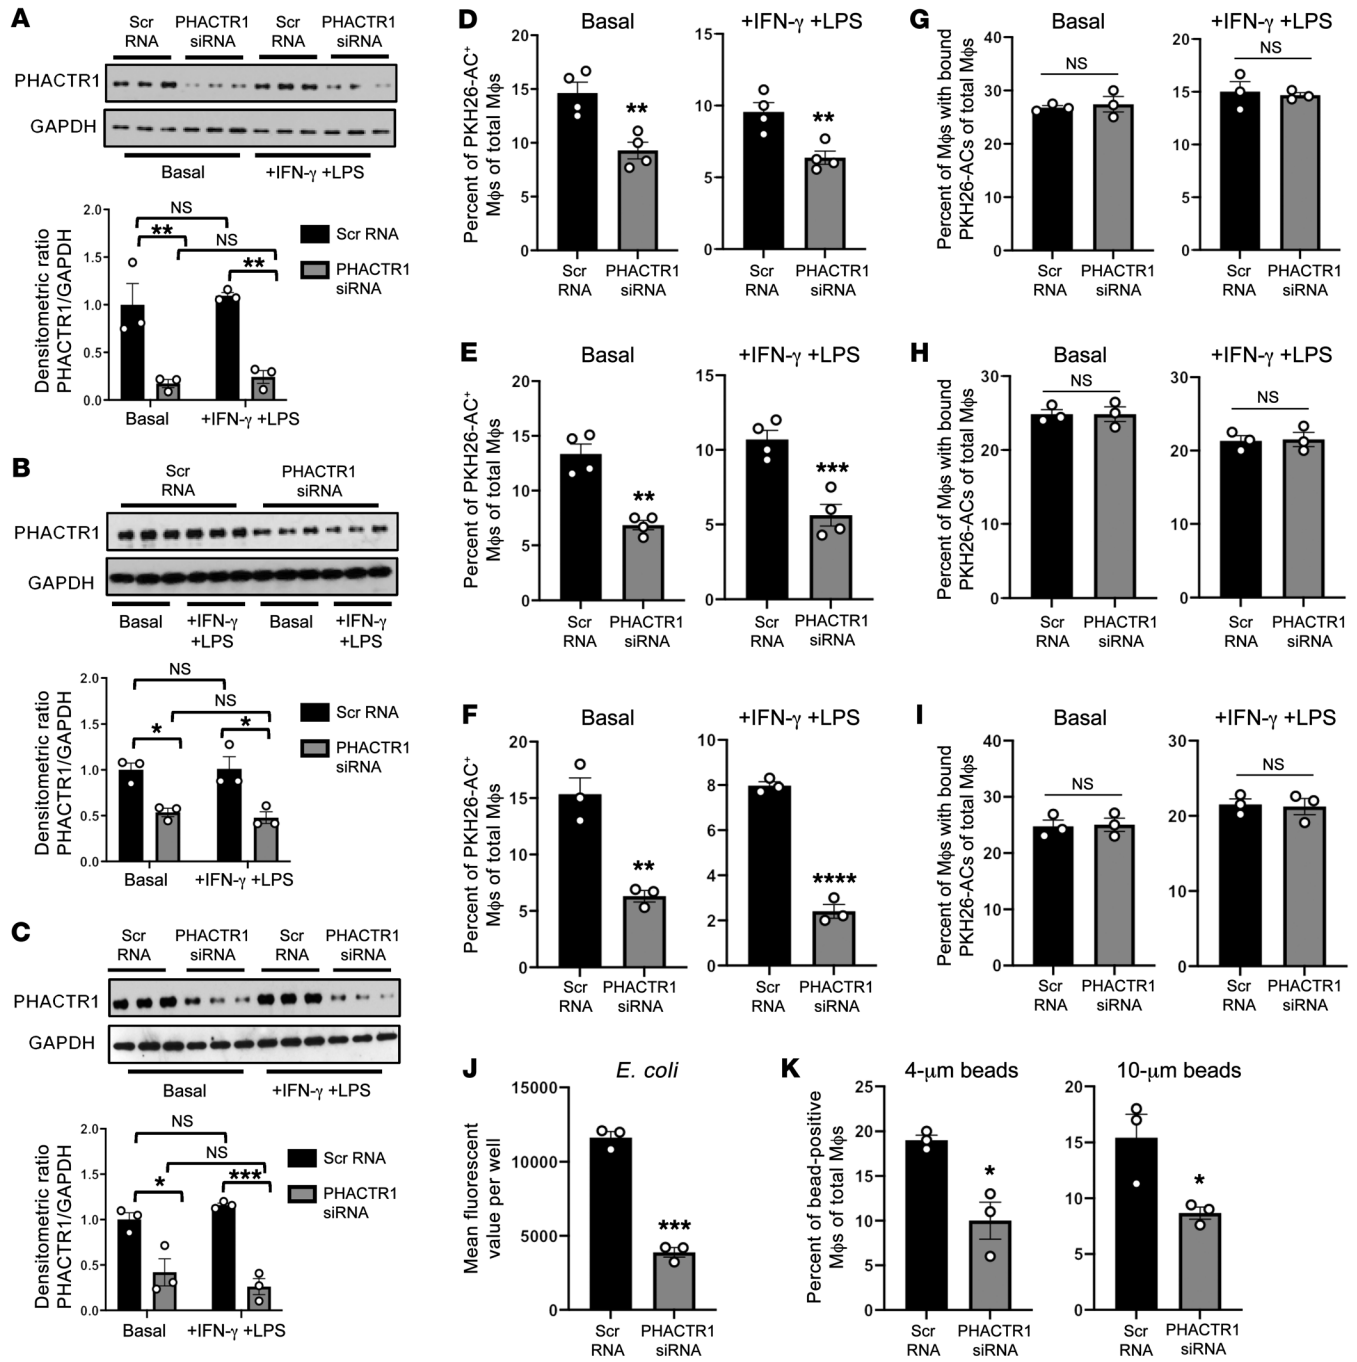 A
Scr
RNA
PHACTR1
siRNA
Scr
RNA
PHACTR1
siRNA
PHACTR1
GAPDH
Basal
+IFN-γ +LPS
Densitometric ratio
PHACTR1/GAPDH
2.0
1.5
1.0
0.5
0.0
NS
**
NS
**
Scr RNA
PHACTR1
siRNA
Basal
+IFN-γ +LPS
B
Scr
RNA
PHACTR1
siRNA
PHACTR1
GAPDH
Basal
+IFN-γ
+LPS
Basal
+IFN-γ
+LPS
Densitometric ratio
PHACTR1/GAPDH
2.0
1.5
1.0
0.5
0.0
NS
NS
*
*
Scr RNA
PHACTR1
siRNA
Basal
+IFN-γ +LPS
C
Scr
RNA
PHACTR1
siRNA
Scr
RNA
PHACTR1
siRNA
PHACTR1
GAPDH
Basal
+IFN-γ +LPS
Densitometric ratio
PHACTR1/GAPDH
2.0
1.5
1.0
0.5
0.0
NS
NS
*
***
Scr RNA
PHACTR1
siRNA
Basal
+IFN-γ +LPS
D
Basal
Percent of PKH26-AC⁺
Mϕs of total Mϕs
20
15
10
5
0
**
Scr
RNA
PHACTR1
siRNA
+IFN-γ +LPS
15
10
5
0
**
Scr
RNA
PHACTR1
siRNA
E
Basal
Percent of PKH26-AC⁺
Mϕs of total Mϕs
20
15
10
5
0
**
Scr
RNA
PHACTR1
siRNA
+IFN-γ +LPS
15
10
5
0
***
Scr
RNA
PHACTR1
siRNA
F
Basal
Percent of PKH26-AC⁺
Mϕs of total Mϕs
20
15
10
5
0
**
Scr
RNA
PHACTR1
siRNA
+IFN-γ +LPS
10
8
6
4
2
0
****
Scr
RNA
PHACTR1
siRNA
G
Basal
Percent of Mϕs with bound
PKH26-ACs of total Mϕs
40
30
20
10
0
NS
Scr
RNA
PHACTR1
siRNA
+IFN-γ +LPS
20
15
10
5
0
NS
Scr
RNA
PHACTR1
siRNA
H
Basal
Percent of Mϕs with bound
PKH26-ACs of total Mϕs
30
20
10
0
NS
Scr
RNA
PHACTR1
siRNA
+IFN-γ +LPS
30
20
10
0
NS
Scr
RNA
PHACTR1
siRNA
I
Basal
Percent of Mϕs with bound
PKH26-ACs of total Mϕs
40
30
20
10
0
NS
Scr
RNA
PHACTR1
siRNA
+IFN-γ +LPS
30
20
10
0
NS
Scr
RNA
PHACTR1
siRNA
J
E. coli
Mean fluorescent
value per well
15000
10000
5000
0
***
Scr
RNA
PHACTR1
siRNA
K
4-μm beads
Percent of bead-positive
Mϕs of total Mϕs
25
20
15
10
5
0
*
Scr
RNA
PHACTR1
siRNA
10-μm beads
20
15
10
5
0
*
Scr
RNA
PHACTR1
siRNA